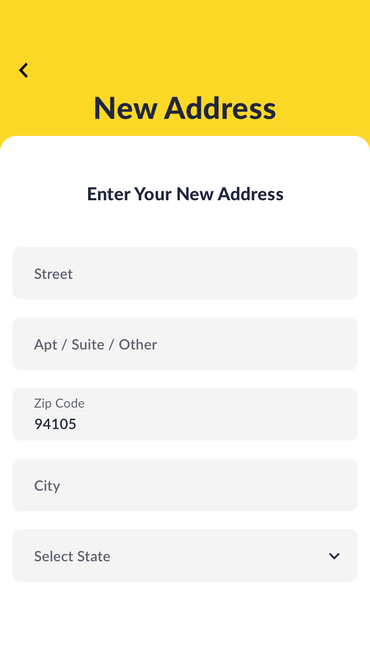 New Address
Enter Your New Address
Street
Apt / Suite / Other
Zip Code
94105
City
Select State